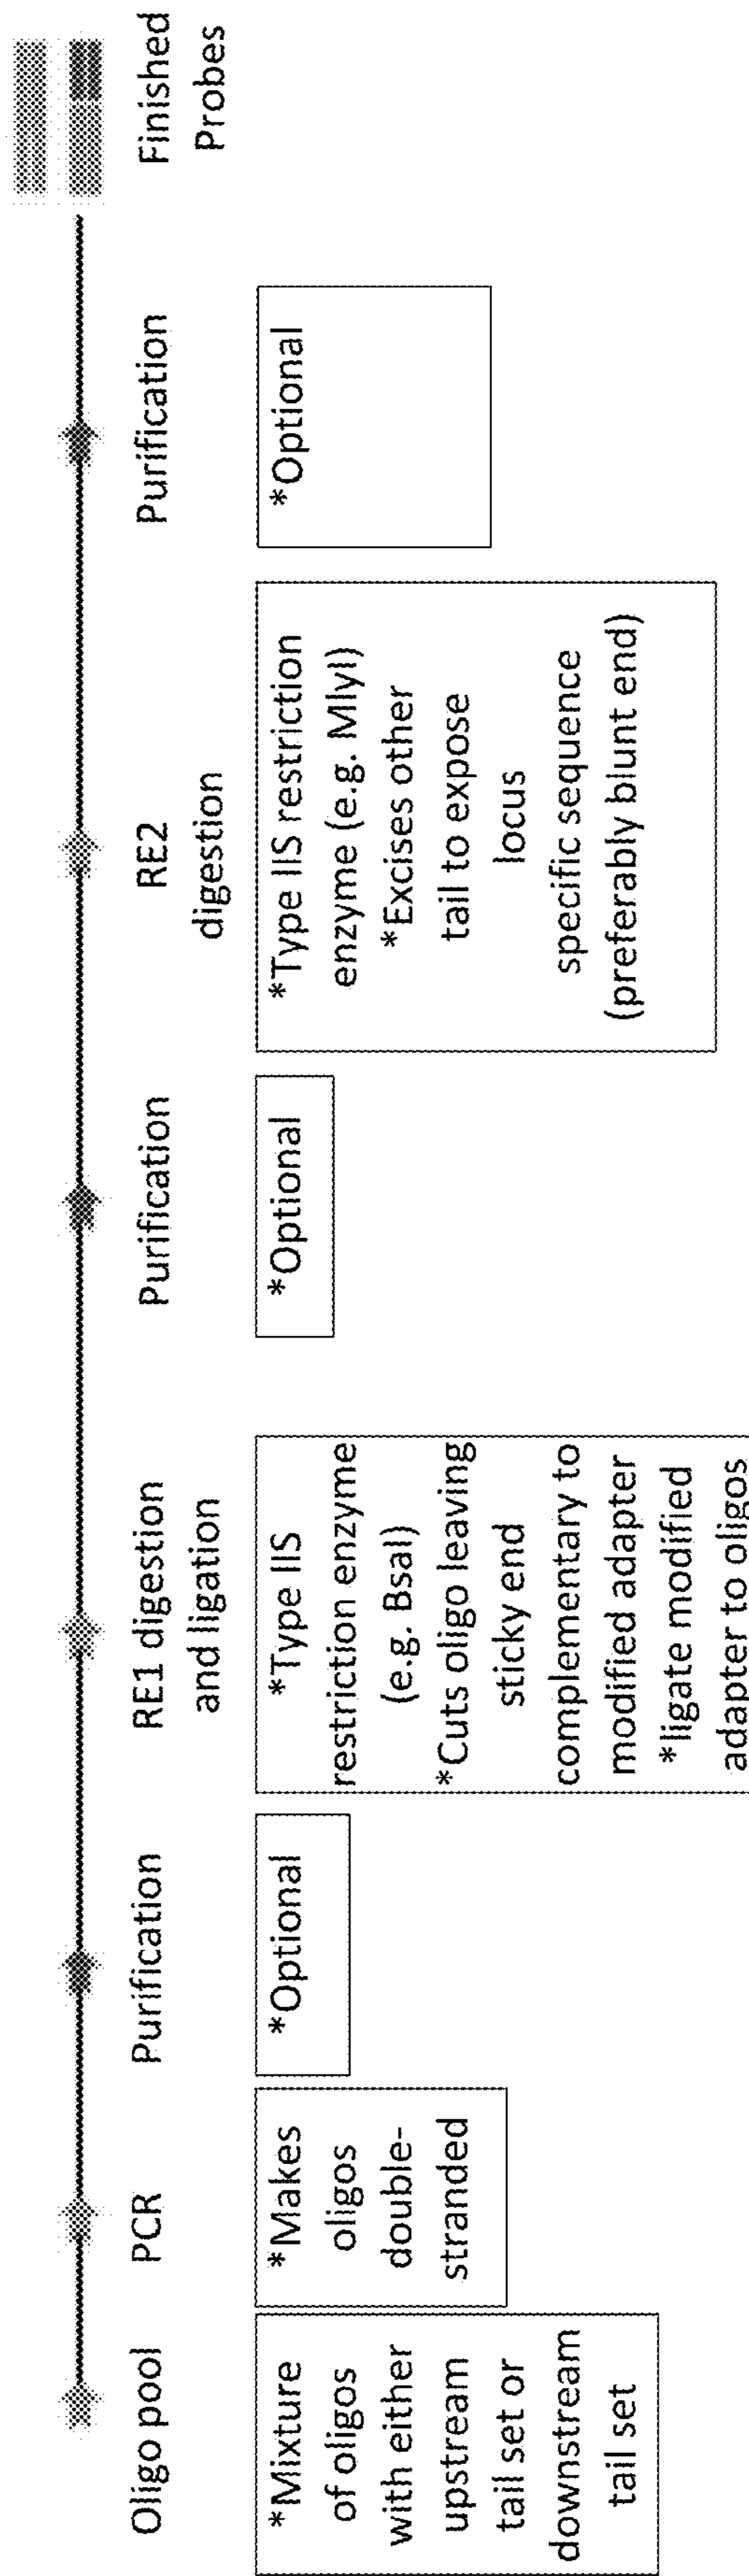 Oligo pool
*Mixture
of oligos
with either
upstream
tail set or
downstream
tail set
PCR
*Makes
oligos
double-
stranded
Purification
*Optional
RE1 digestion
and ligation
*Type IIS
restriction enzyme
(e.g. BsaI)
*Cuts oligo leaving
sticky end
complementary to
modified adapter
*ligate modified
adapter to oligos
Purification
*Optional
RE2
digestion
*Type IIS restriction
enzyme (e.g. MlyI)
*Excises other
tail to expose
locus
specific sequence
(preferably blunt end)
Purification
*Optional
Finished
Probes